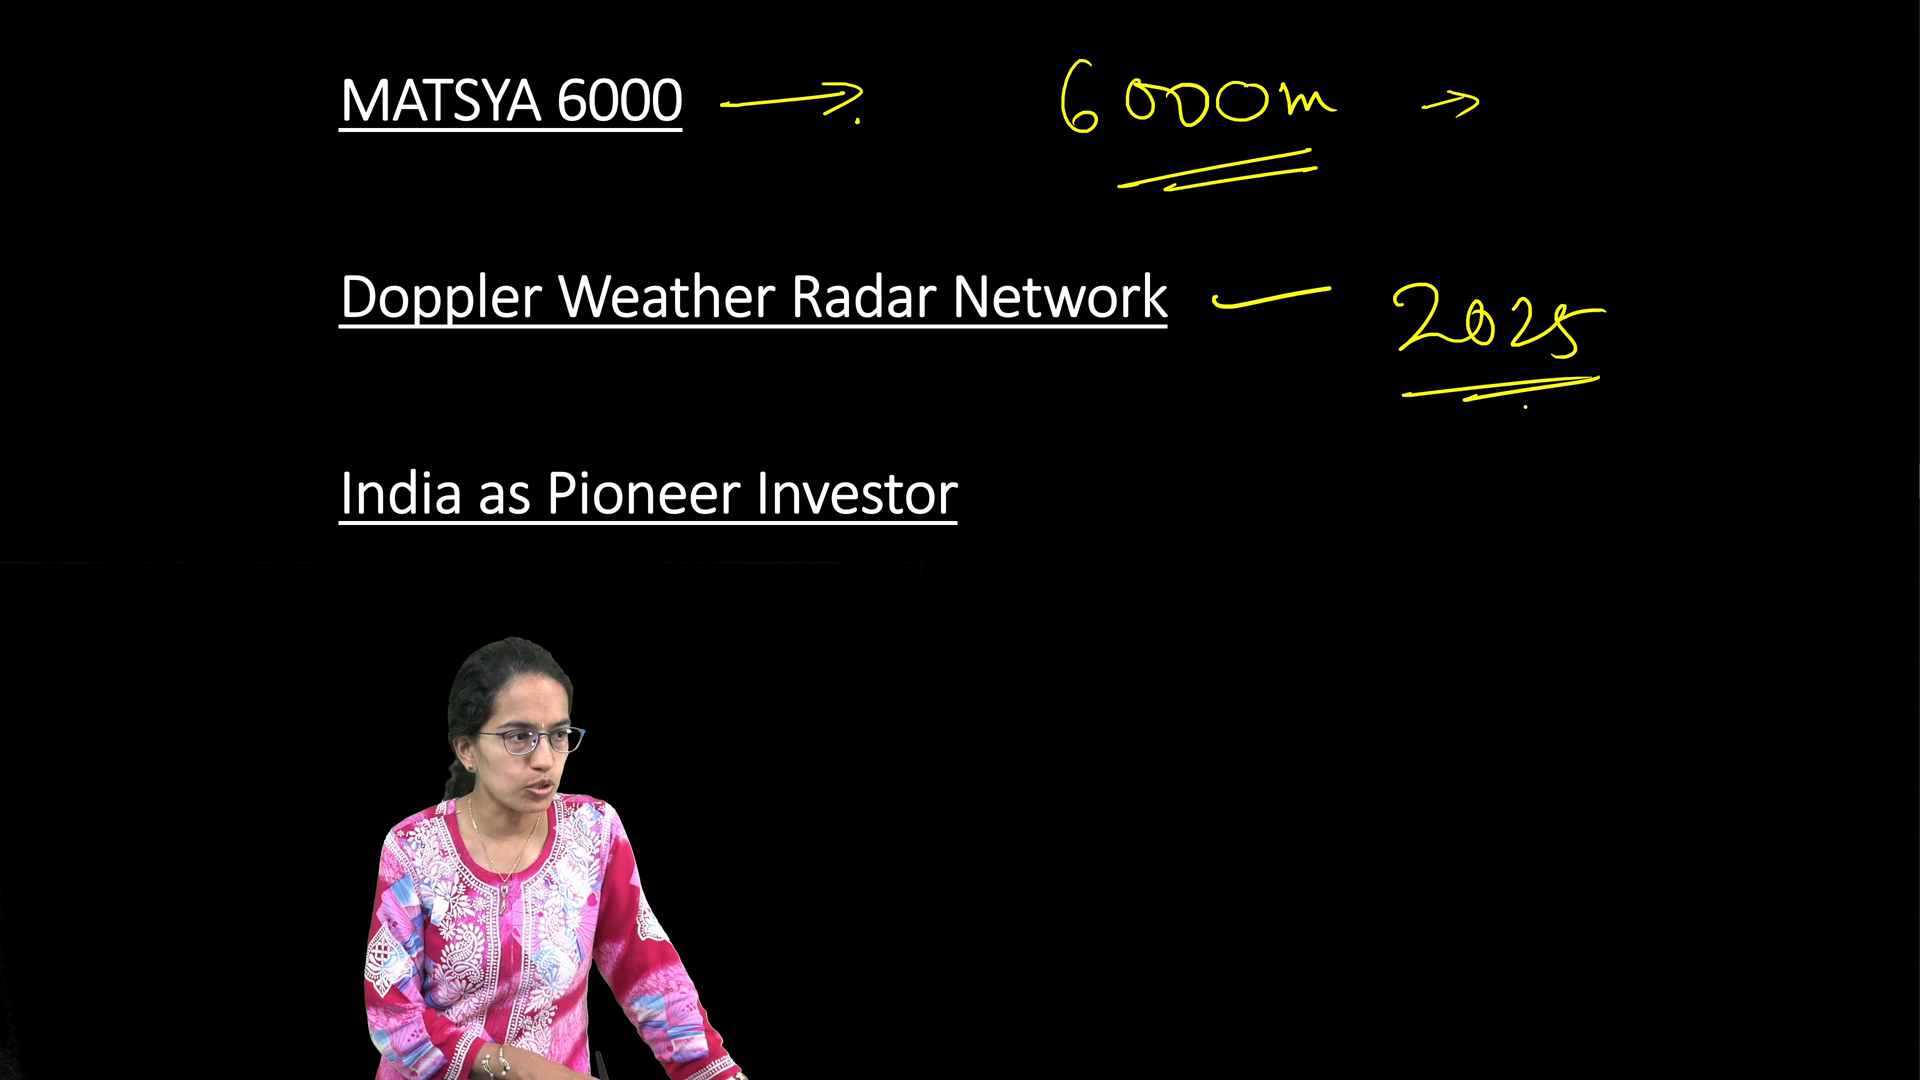 MATSYA 6000 → 6000m →
Doppler Weather Radar Network — 2025
India as Pioneer Investor